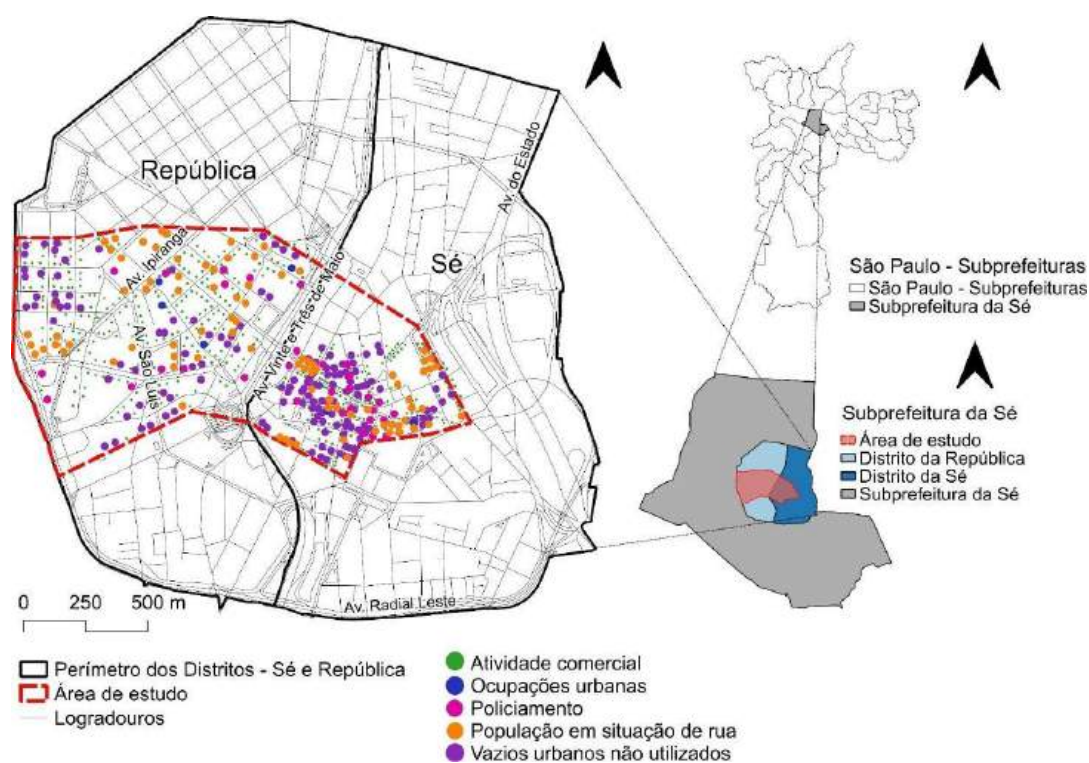 República
Sé
Av. do Estado
Av. Ipiranga
Av. Vinte e Três de Maio
Av. São Luis
Av. Radial Leste
0 250 500 m
Perímetro dos Distritos - Sé e República
Área de estudo
Logradouros
Atividade comercial
Ocupações urbanas
Policiamento
População em situação de rua
Vazios urbanos não utilizados
São Paulo - Subprefeituras
São Paulo - Subprefeituras
Subprefeitura da Sé
Subprefeitura da Sé
Área de estudo
Distrito da República
Distrito da Sé
Subprefeitura da Sé